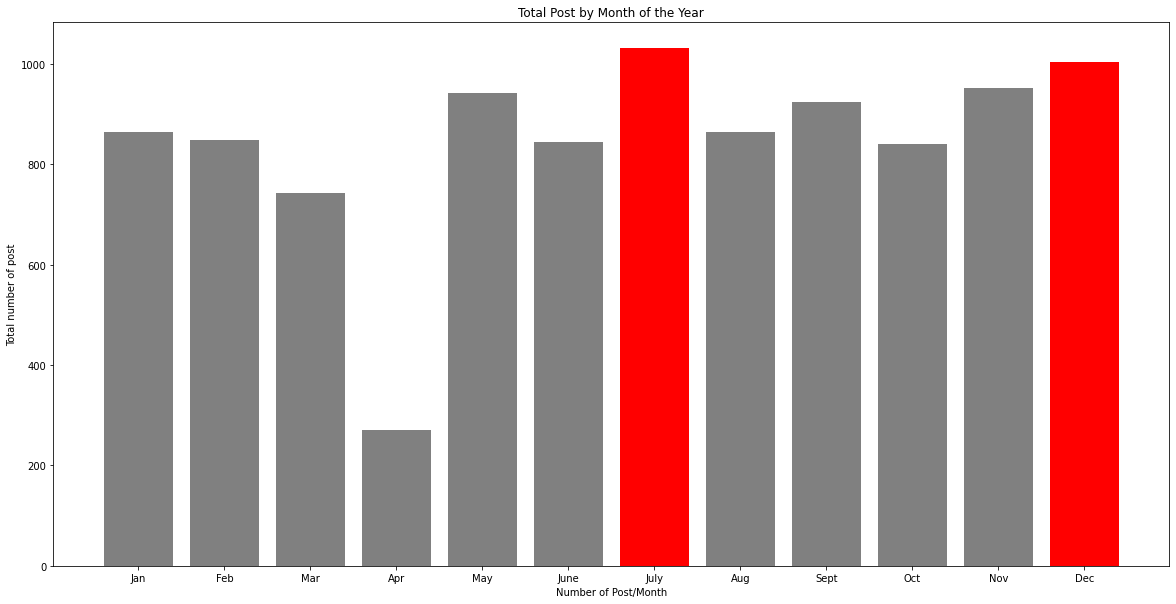 Total Post by Month of the Year
1000
800
600
400
200
0
Total number of post
Jan Feb Mar Apr May June July Aug Sept Oct Nov Dec
Number of Post/Month